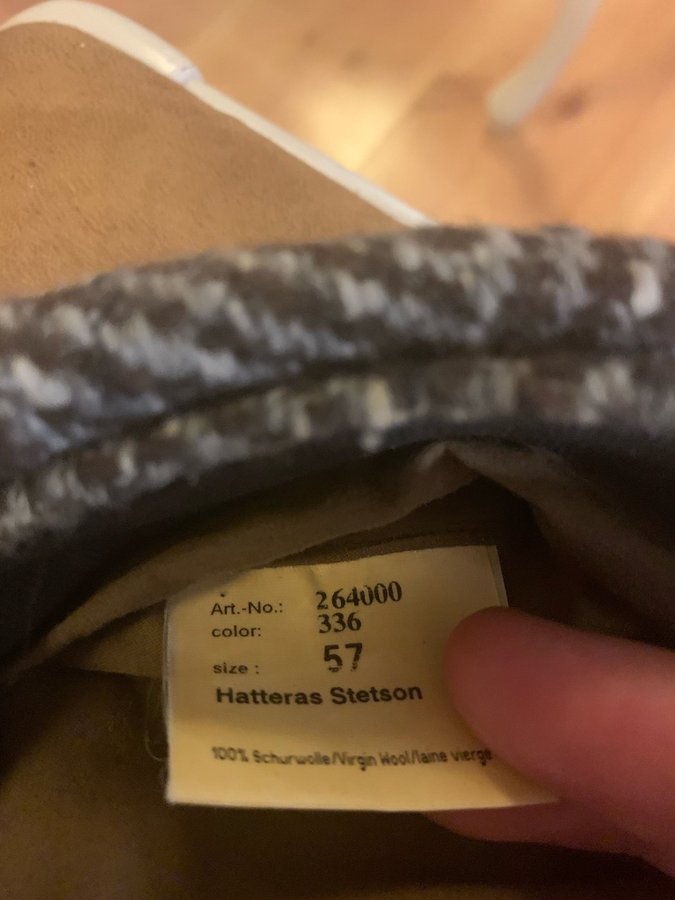 Art.-No.: 264000
color: 336
size : 57
Hatteras Stetson
100% Schurwolle/Virgin Wool/laine vierge